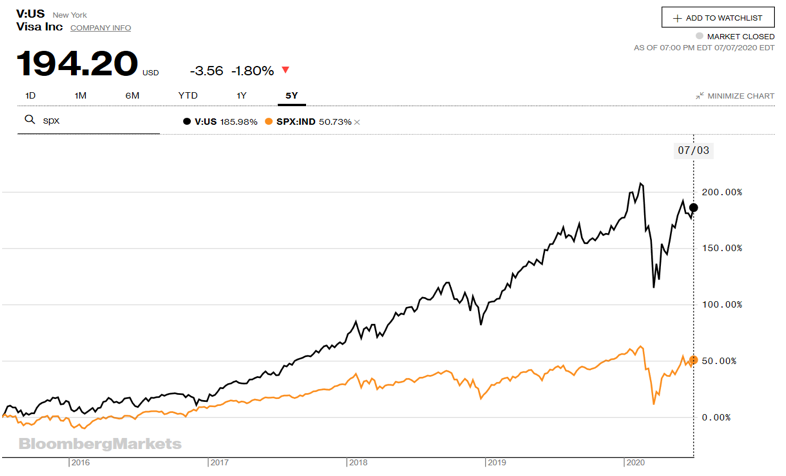 V:US New York
Visa Inc COMPANY INFO
+ ADD TO WATCHLIST
MARKET CLOSED
AS OF 07:00 PM EDT 07/07/2020 EDT
194.20 USD -3.56 -1.80% ▼
1D 1M 6M YTD 1Y 5Y
MINIMIZE CHART
spx
V:US 185.98% SPX:IND 50.73% ×
07/03
200.00%
150.00%
100.00%
50.00%
0.00%
BloombergMarkets
2016 2017 2018 2019 2020